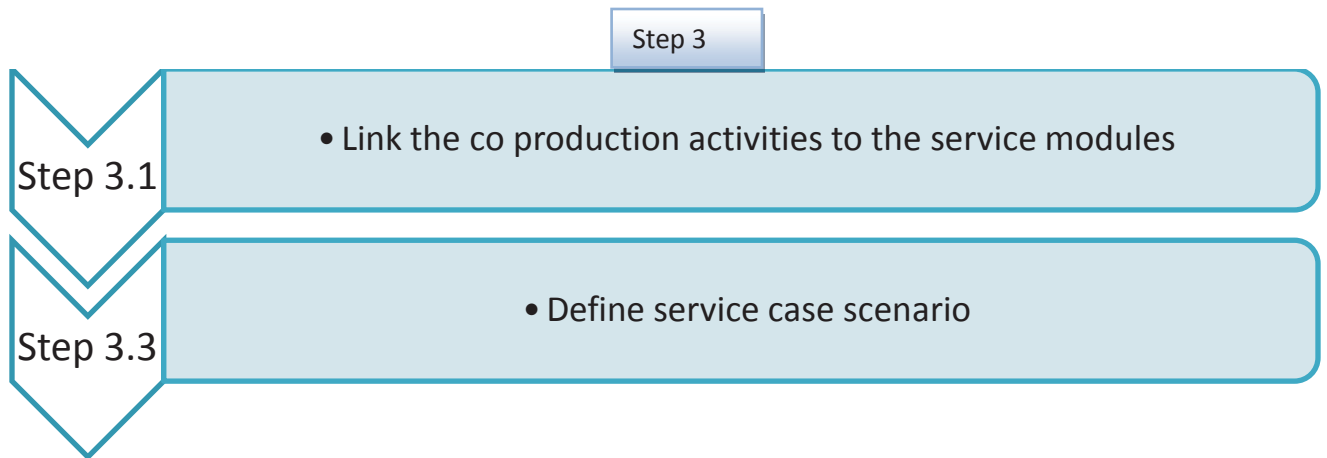 Step 3
Step 3.1
• Link the co production activities to the service modules
Step 3.3
• Define service case scenario